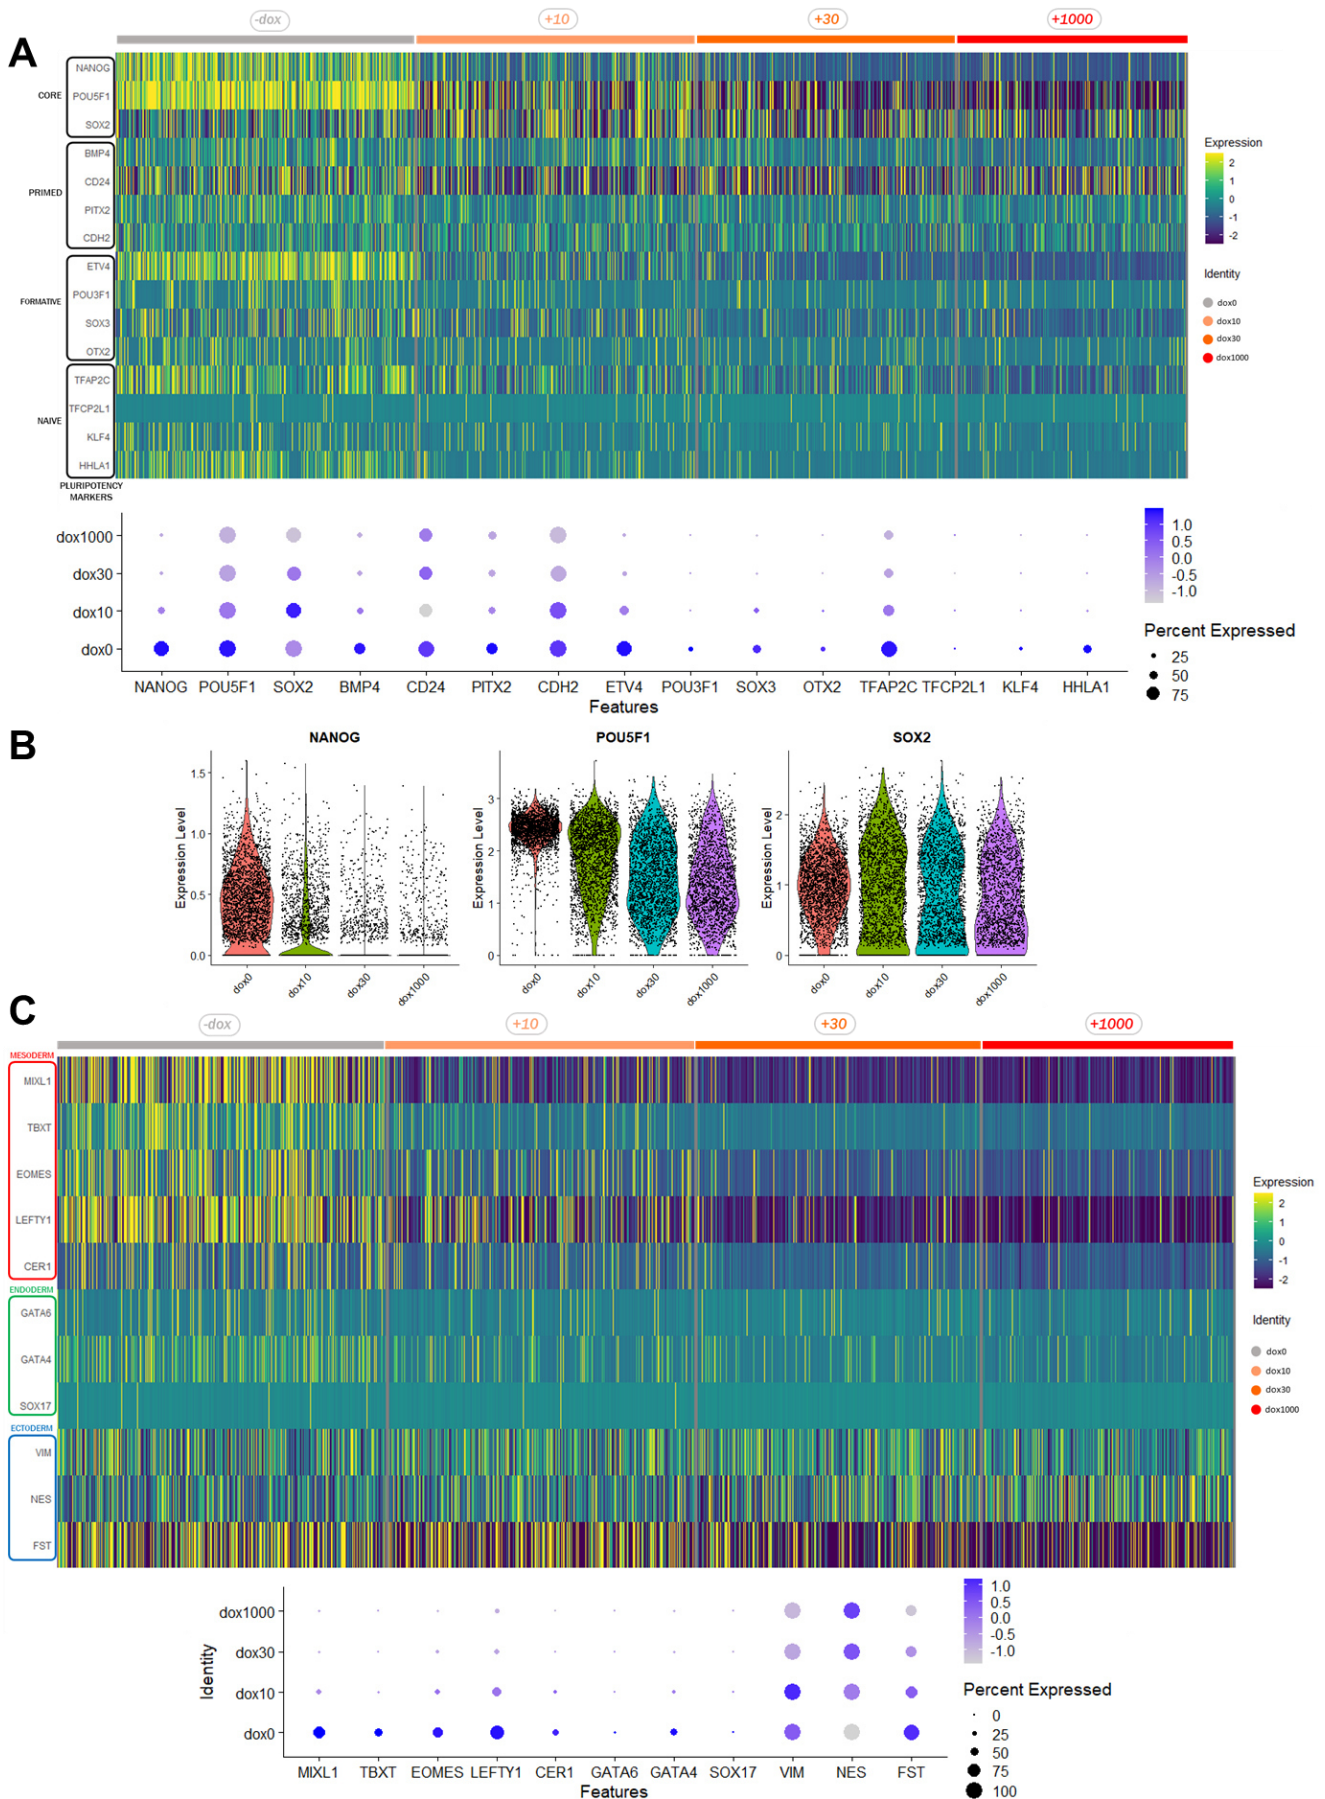 -dox +10 +30 +1000
A
NANOG
CORE POU5F1
SOX2
BMP4
CD24
PRIMED
PITX2
CDH2
ETV4
FORMATIVE POU3F1
SOX3
OTX2
TFAP2C
TFCP2L1
NAIVE
KLF4
HHLA1
PLURIPOTENCY
MARKERS
Expression
2
1
0
-1
-2
Identity
dox0
dox10
dox30
dox1000
dox1000
dox30
dox10
dox0
NANOG POU5F1 SOX2 BMP4 CD24 PITX2 CDH2 ETV4 POU3F1 SOX3 OTX2 TFAP2C TFCP2L1 KLF4 HHLA1
Features
1.0
0.5
0.0
-0.5
-1.0
Percent Expressed
25
50
75
B
NANOG
Expression Level
1.5
1.0
0.5
0.0
dox0 dox10 dox30 dox1000
POU5F1
Expression Level
3
2
1
0
dox0 dox10 dox30 dox1000
SOX2
Expression Level
2
1
0
dox0 dox10 dox30 dox1000
C
-dox +10 +30 +1000
MESODERM
MIXL1
TBXT
EOMES
LEFTY1
CER1
ENDODERM
GATA6
GATA4
SOX17
ECTODERM
VIM
NES
FST
Expression
2
1
0
-1
-2
Identity
dox0
dox10
dox30
dox1000
Identity
dox1000
dox30
dox10
dox0
MIXL1 TBXT EOMES LEFTY1 CER1 GATA6 GATA4 SOX17 VIM NES FST
Features
1.0
0.5
0.0
-0.5
-1.0
Percent Expressed
0
25
50
75
100